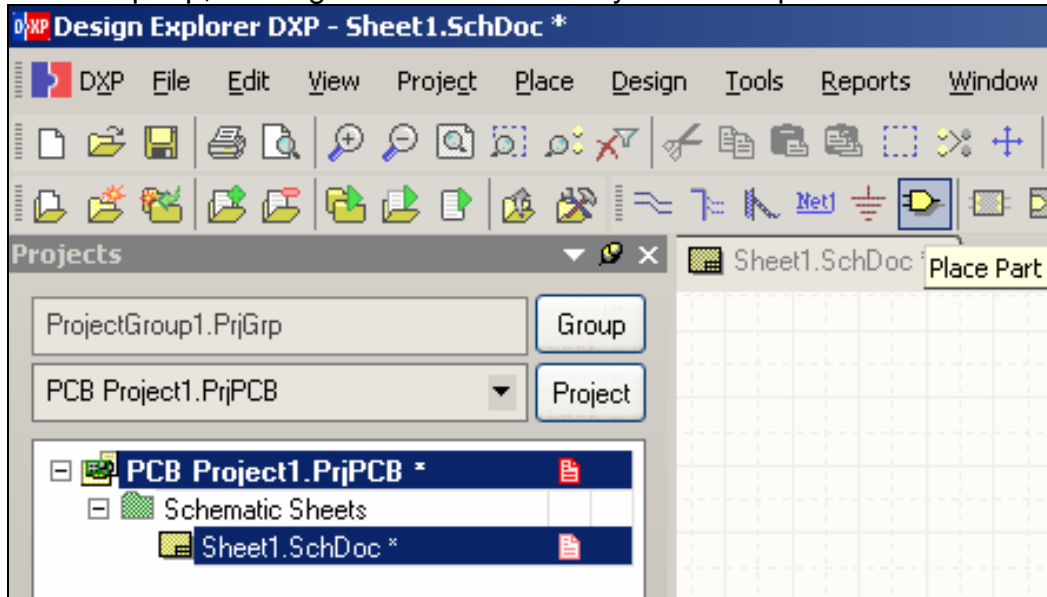 Design Explorer DXP - Sheet1.SchDoc *
DXP File Edit View Project Place Design Tools Reports Window
Net1
Projects
Sheet1.SchDoc
Place Part
ProjectGroup1.PrjGrp
Group
PCB Project1.PrjPCB
Project
PCB Project1.PrjPCB *
Schematic Sheets
Sheet1.SchDoc *